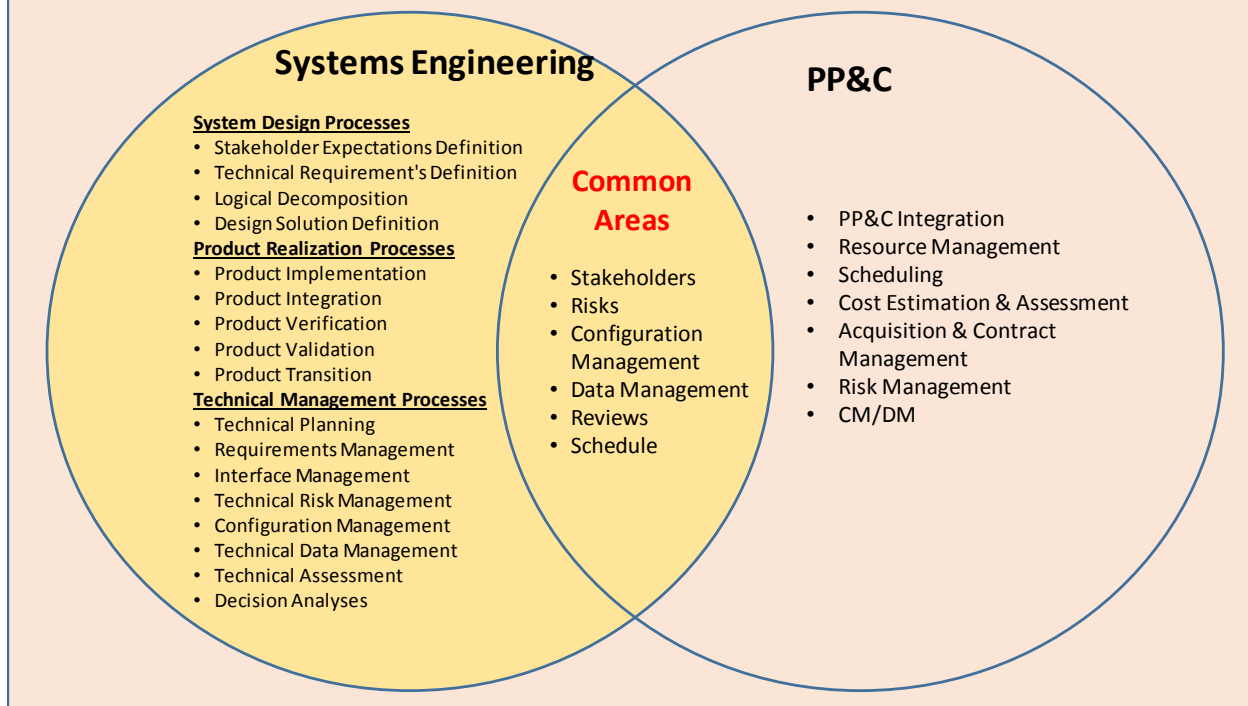 Systems Engineering
System Design Processes
• Stakeholder Expectations Definition
• Technical Requirement's Definition
• Logical Decomposition
• Design Solution Definition
Product Realization Processes
• Product Implementation
• Product Integration
• Product Verification
• Product Validation
• Product Transition
Technical Management Processes
• Technical Planning
• Requirements Management
• Interface Management
• Technical Risk Management
• Configuration Management
• Technical Data Management
• Technical Assessment
• Decision Analyses
Common
Areas
• Stakeholders
• Risks
• Configuration
Management
• Data Management
• Reviews
• Schedule
PP&C
• PP&C Integration
• Resource Management
• Scheduling
• Cost Estimation & Assessment
• Acquisition & Contract
Management
• Risk Management
• CM/DM